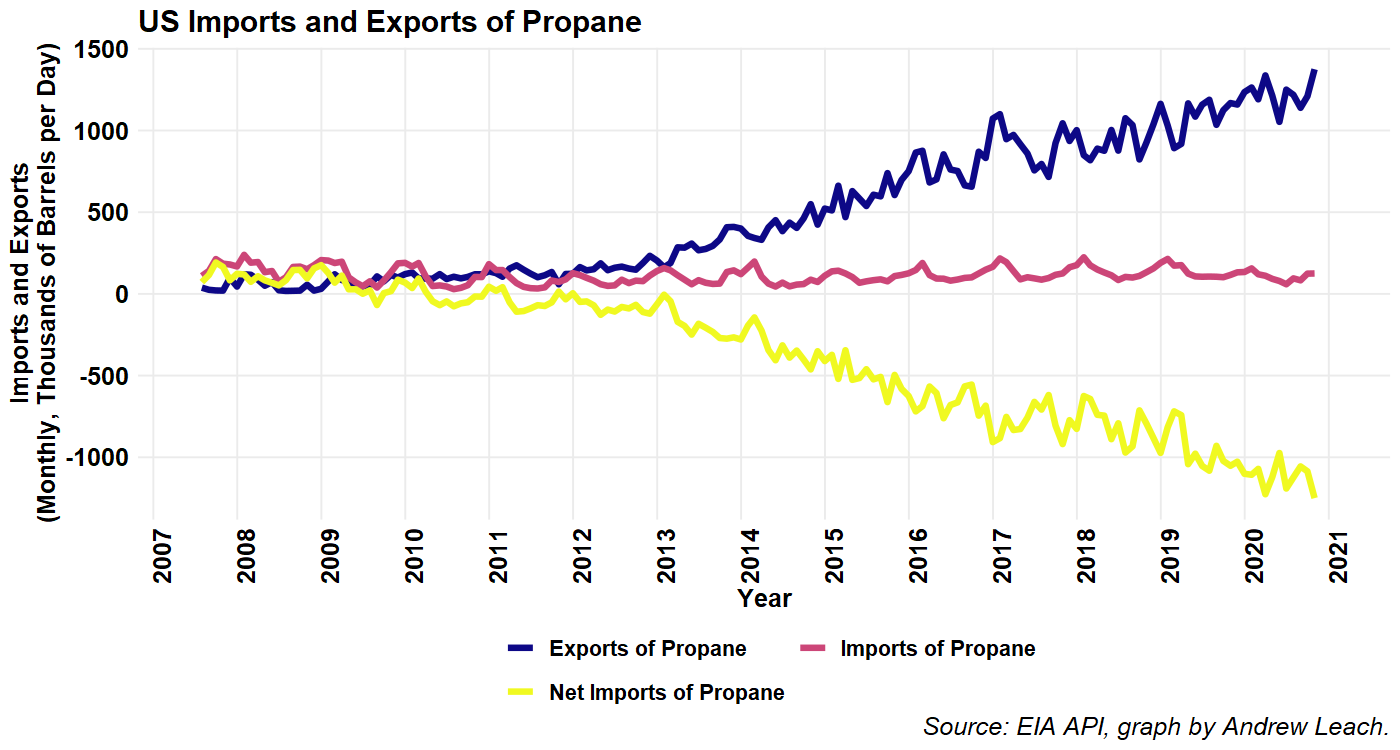 US Imports and Exports of Propane
Imports and Exports
(Monthly, Thousands of Barrels per Day)
1500
1000
500
0
-500
-1000
2007
2008
2009
2010
2011
2012
2013
2014
2015
2016
2017
2018
2019
2020
2021
Year
Exports of Propane
Imports of Propane
Net Imports of Propane
Source: EIA API, graph by Andrew Leach.